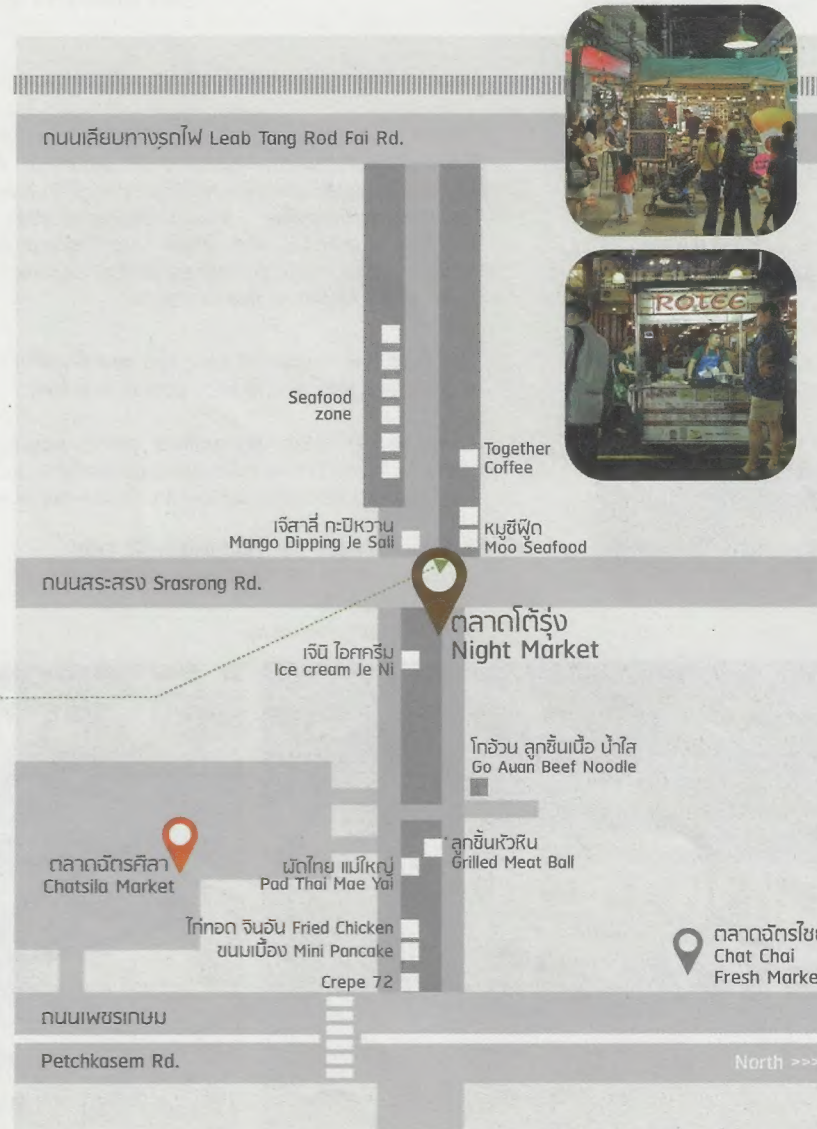 ถนนเลียบทางรถไฟ Leab Tang Rod Fai Rd.
ROTEE
Seafood
zone
Together
Coffee
เจ๊สาลี่ กะปิหวาน
Mango Dipping Je Sali
หมูซีฟู๊ด
Moo Seafood
ถนนสระสรง Srasrong Rd.
ตลาดโต้รุ่ง
Night Market
เจ๊นิ ไอศครีม
Ice cream Je Ni
โกอ้วน ลูกชิ้นเนื้อ น้ำใส
Go Auan Beef Noodle
ลูกชิ้นหัวหิน
Grilled Meat Ball
ตลาดฉัตรศิลา
Chatsila Market
ผัดไทย แม่ใหญ่
Pad Thai Mae Yai
ไก่ทอด จินอัน Fried Chicken
ขนมเบื้อง Mini Pancake
Crepe 72
ตลาดฉัตรไชย
Chat Chai
Fresh Marke
ถนนเพชรเกษม
Petchkasem Rd.
North >>>